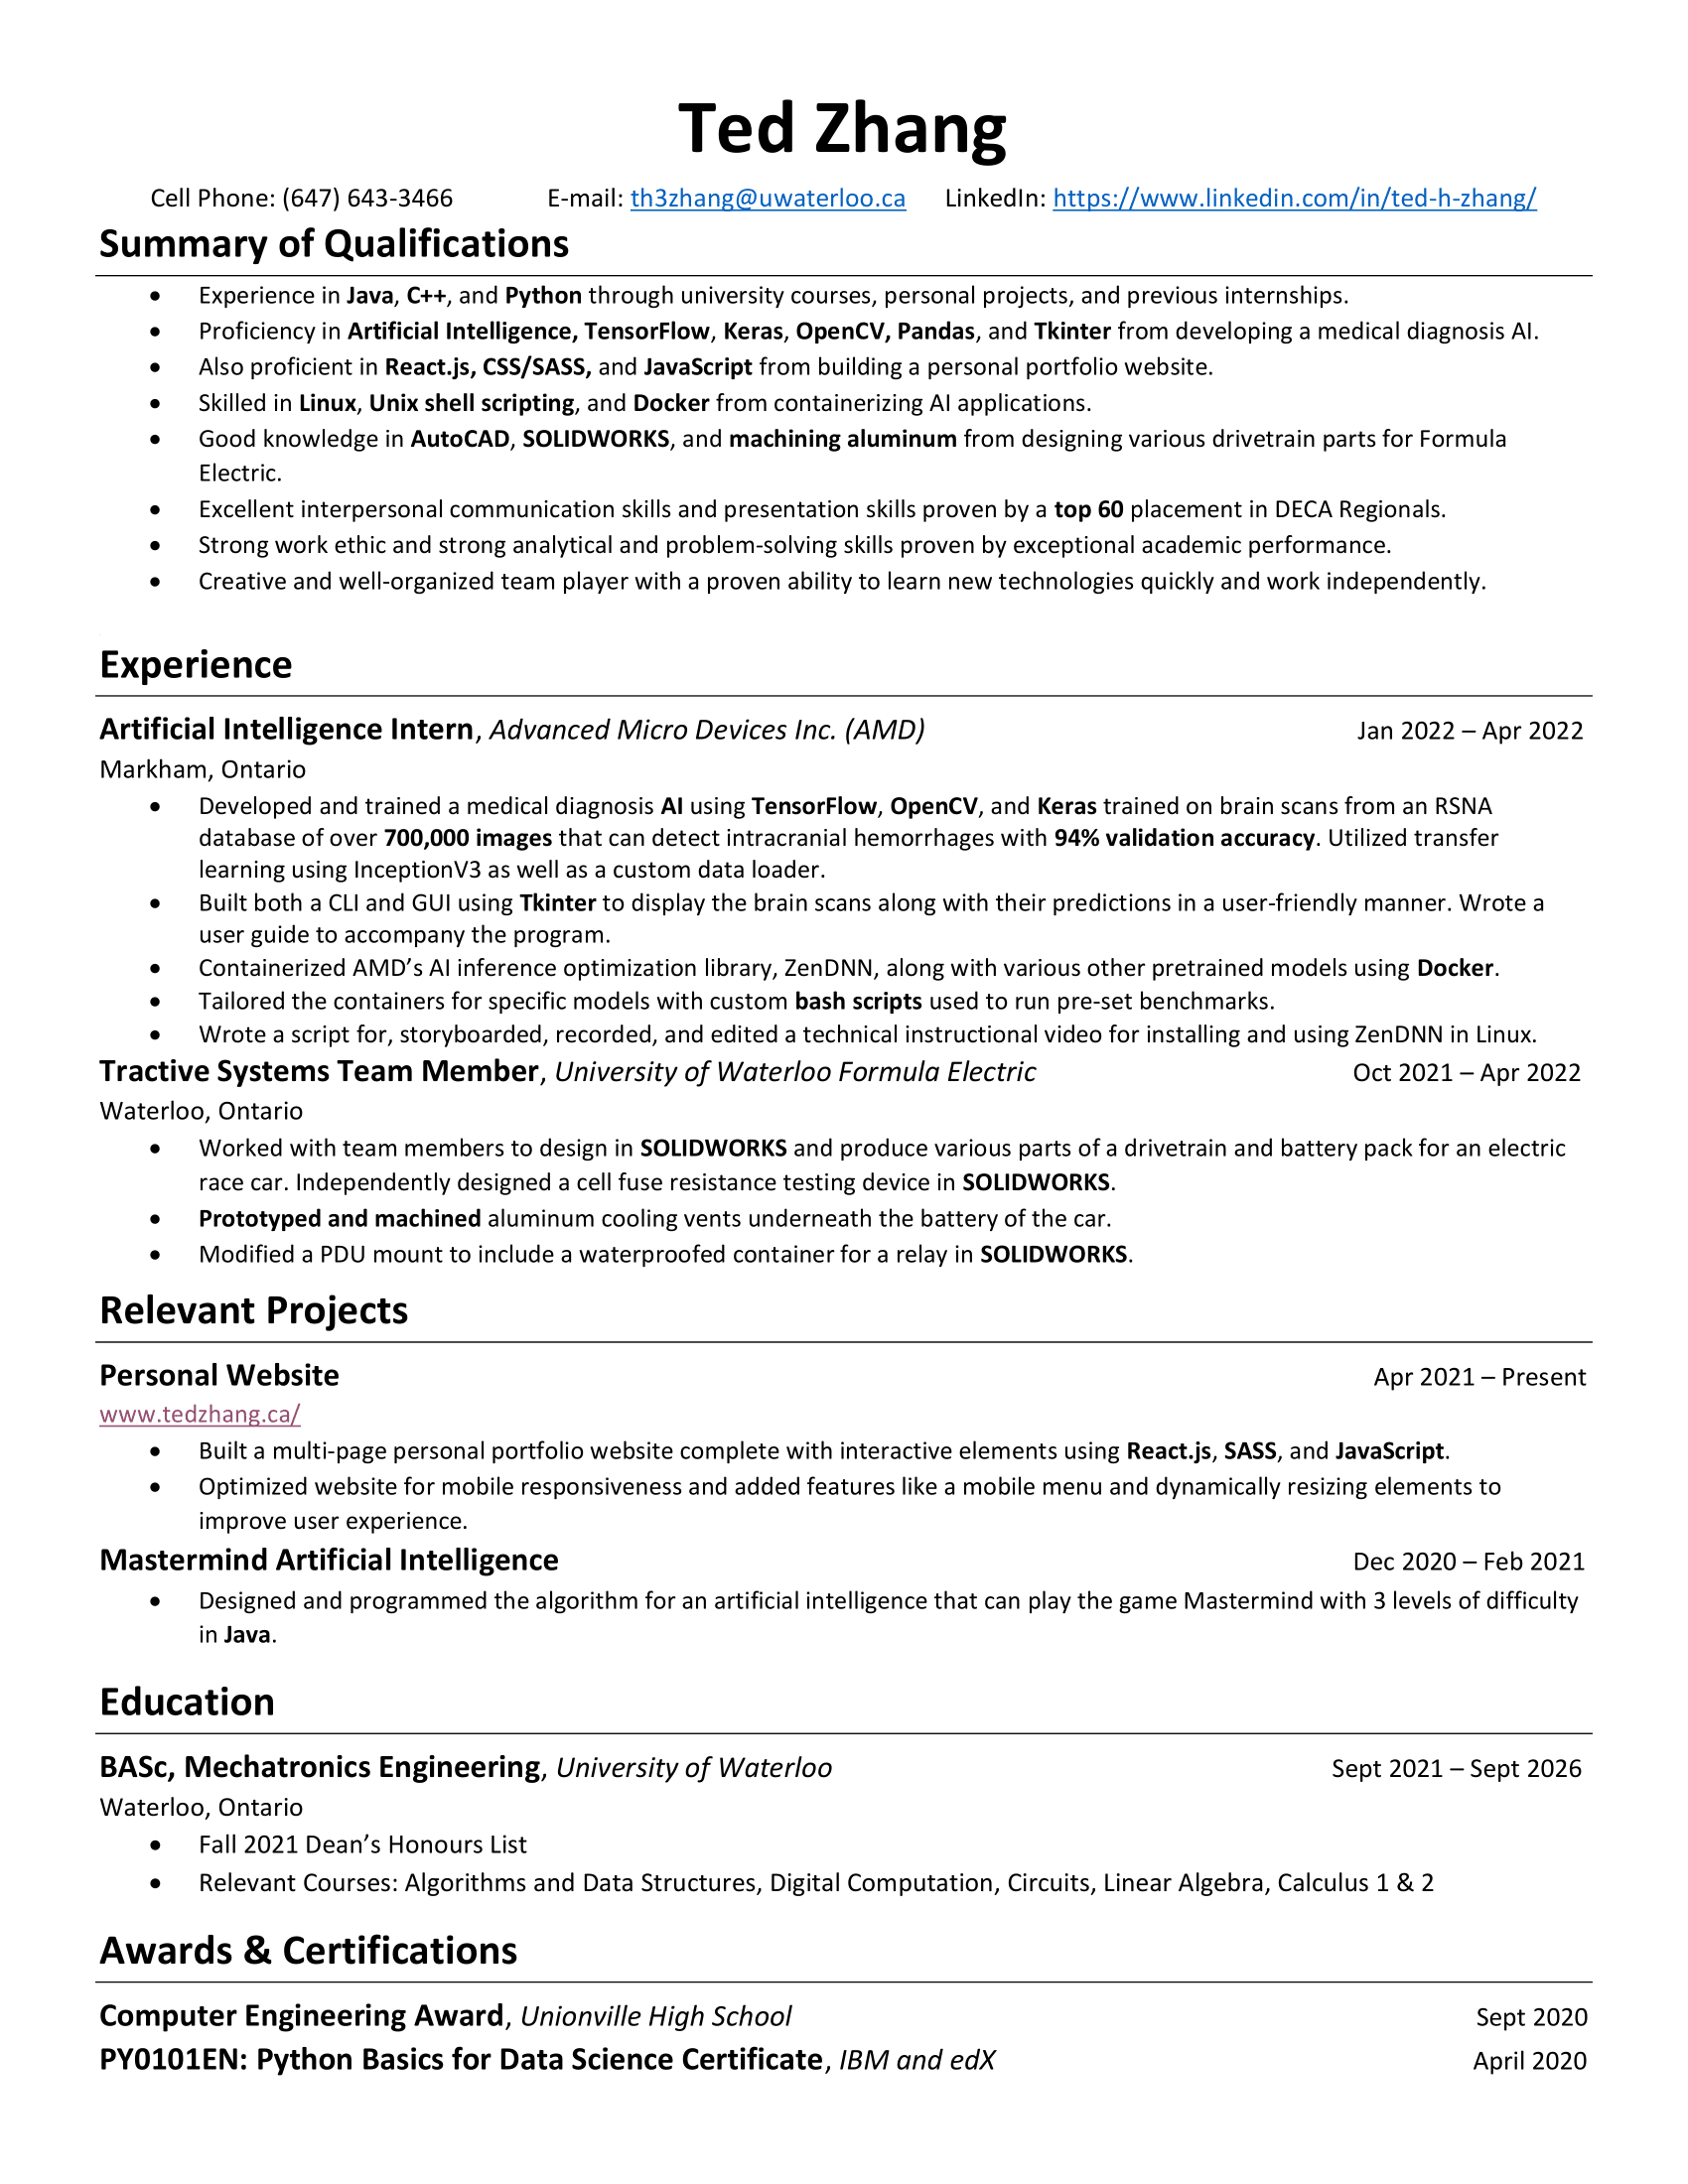 Ted Zhang
Cell Phone: (647) 643-3466 E-mail: th3zhang@uwaterloo.ca LinkedIn: https://www.linkedin.com/in/ted-h-zhang/
Summary of Qualifications
• Experience in Java, C++, and Python through university courses, personal projects, and previous internships.
• Proficiency in Artificial Intelligence, TensorFlow, Keras, OpenCV, Pandas, and Tkinter from developing a medical diagnosis AI.
• Also proficient in React.js, CSS/SASS, and JavaScript from building a personal portfolio website.
• Skilled in Linux, Unix shell scripting, and Docker from containerizing AI applications.
• Good knowledge in AutoCAD, SOLIDWORKS, and machining aluminum from designing various drivetrain parts for Formula
Electric.
• Excellent interpersonal communication skills and presentation skills proven by a top 60 placement in DECA Regionals.
• Strong work ethic and strong analytical and problem-solving skills proven by exceptional academic performance.
• Creative and well-organized team player with a proven ability to learn new technologies quickly and work independently.
Experience
Artificial Intelligence Intern, Advanced Micro Devices Inc. (AMD) Jan 2022 – Apr 2022
Markham, Ontario
• Developed and trained a medical diagnosis AI using TensorFlow, OpenCV, and Keras trained on brain scans from an RSNA
database of over 700,000 images that can detect intracranial hemorrhages with 94% validation accuracy. Utilized transfer
learning using InceptionV3 as well as a custom data loader.
• Built both a CLI and GUI using Tkinter to display the brain scans along with their predictions in a user-friendly manner. Wrote a
user guide to accompany the program.
• Containerized AMD’s AI inference optimization library, ZenDNN, along with various other pretrained models using Docker.
• Tailored the containers for specific models with custom bash scripts used to run pre-set benchmarks.
• Wrote a script for, storyboarded, recorded, and edited a technical instructional video for installing and using ZenDNN in Linux.
Tractive Systems Team Member, University of Waterloo Formula Electric Oct 2021 – Apr 2022
Waterloo, Ontario
• Worked with team members to design in SOLIDWORKS and produce various parts of a drivetrain and battery pack for an electric
race car. Independently designed a cell fuse resistance testing device in SOLIDWORKS.
• Prototyped and machined aluminum cooling vents underneath the battery of the car.
• Modified a PDU mount to include a waterproofed container for a relay in SOLIDWORKS.
Relevant Projects
Personal Website Apr 2021 – Present
www.tedzhang.ca/
• Built a multi-page personal portfolio website complete with interactive elements using React.js, SASS, and JavaScript.
• Optimized website for mobile responsiveness and added features like a mobile menu and dynamically resizing elements to
improve user experience.
Mastermind Artificial Intelligence Dec 2020 – Feb 2021
• Designed and programmed the algorithm for an artificial intelligence that can play the game Mastermind with 3 levels of difficulty
in Java.
Education
BASc, Mechatronics Engineering, University of Waterloo Sept 2021 – Sept 2026
Waterloo, Ontario
• Fall 2021 Dean’s Honours List
• Relevant Courses: Algorithms and Data Structures, Digital Computation, Circuits, Linear Algebra, Calculus 1 & 2
Awards & Certifications
Computer Engineering Award, Unionville High School Sept 2020
PY0101EN: Python Basics for Data Science Certificate, IBM and edX April 2020